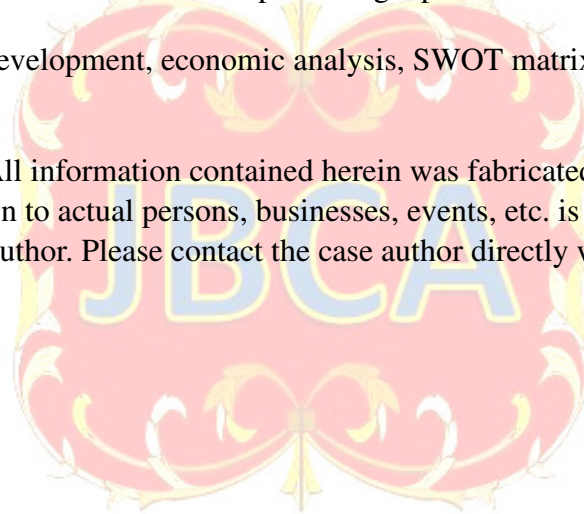 evelopment, economic analysis, SWOT matrix
All information contained herein was fabricated
n to actual persons, businesses, events, etc. is
uthor. Please contact the case author directly
JBCA